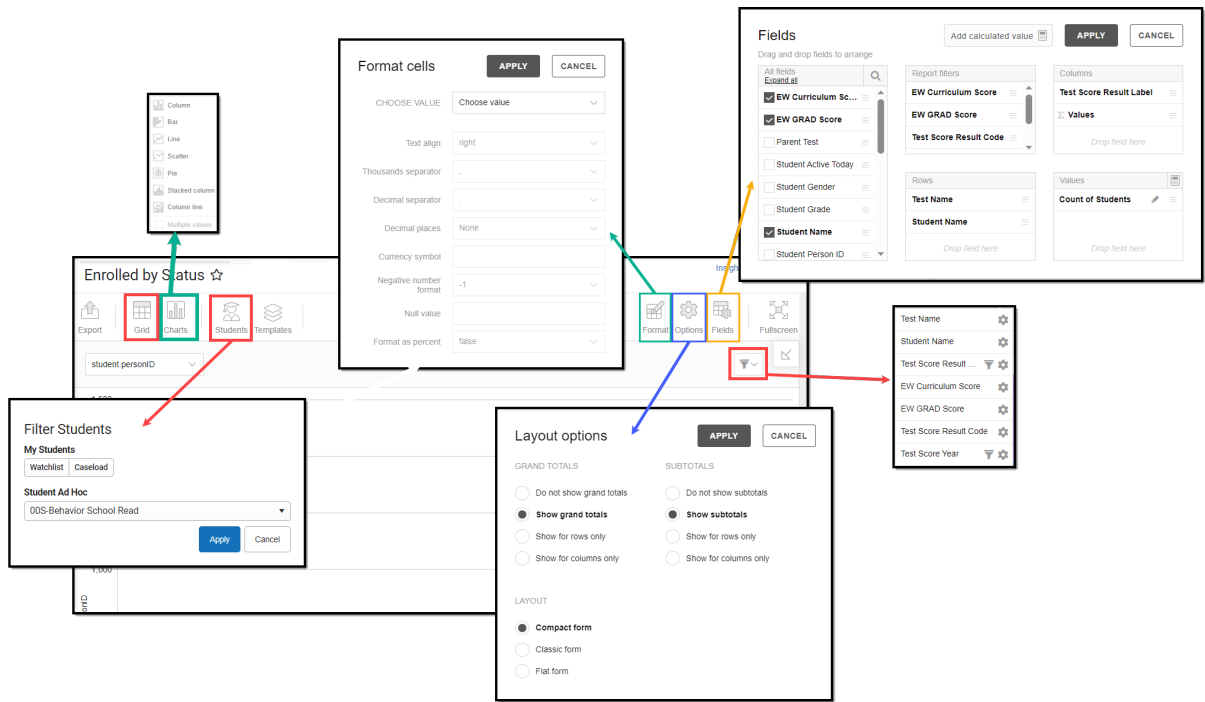 Column
Bar
Line
Scatter
Pie
Stacked column
Column line
Multiple values
Format cells
APPLY
CANCEL
CHOOSE VALUE
Choose value
Text align
right
Thousands separator
,
Decimal separator
.
Decimal places
None
Currency symbol
Negative number
format
-1
Null value
Format as percent
false
Fields
Add calculated value
APPLY
CANCEL
Drag and drop fields to arrange
All fields
Expand all
EW Curriculum Sc...
EW GRAD Score
Parent Test
Student Active Today
Student Gender
Student Grade
Student Name
Student Person ID
Report filters
EW Curriculum Score
EW GRAD Score
Test Score Result Code
Columns
Test Score Result Label
Σ Values
Drop field here
Rows
Test Name
Student Name
Drop field here
Values
Count of Students
Drop field here
Enrolled by Status ☆
Insigh
Export
Grid
Charts
Students
Templates
Format
Options
Fields
Fullscreen
student.personID
1,000
Filter Students
My Students
Watchlist
Caseload
Student Ad Hoc
00S-Behavior School Read
Apply
Cancel
Layout options
APPLY
CANCEL
GRAND TOTALS
SUBTOTALS
Do not show grand totals
Do not show subtotals
Show grand totals
Show subtotals
Show for rows only
Show for rows only
Show for columns only
Show for columns only
LAYOUT
Compact form
Classic form
Flat form
Test Name
Student Name
Test Score Result ...
EW Curriculum Score
EW GRAD Score
Test Score Result Code
Test Score Year